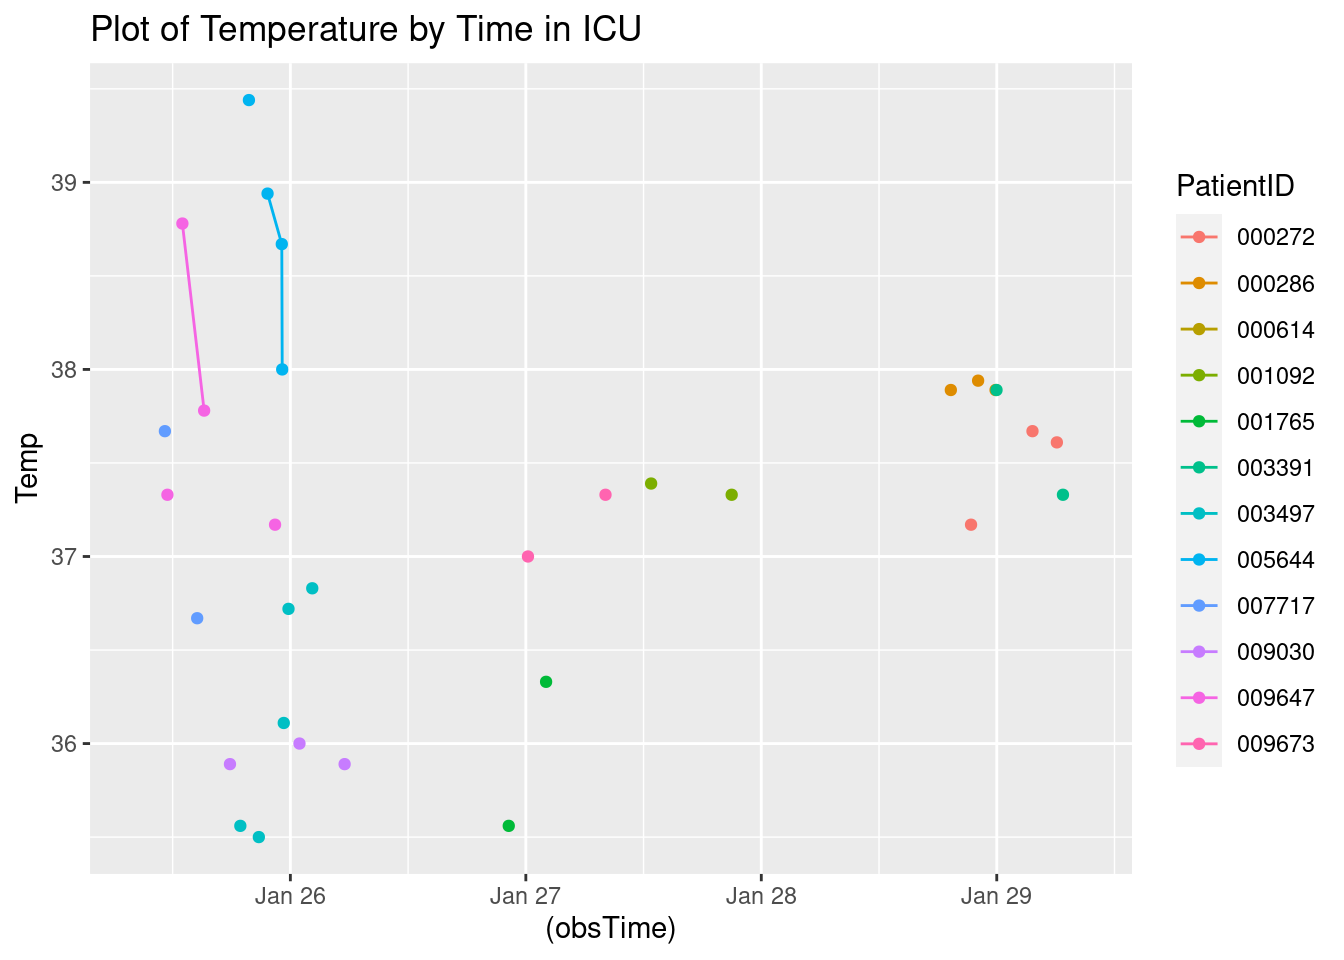 Plot of Temperature by Time in ICU
39
38
37
36
Temp
Jan 26
Jan 27
Jan 28
Jan 29
(obsTime)
PatientID
000272
000286
000614
001092
001765
003391
003497
005644
007717
009030
009647
009673